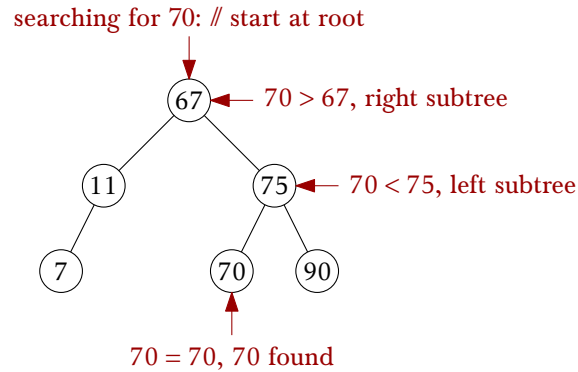 searching for 70: // start at root
67
70 > 67, right subtree
11
75
70 < 75, left subtree
7
70
90
70 = 70, 70 found